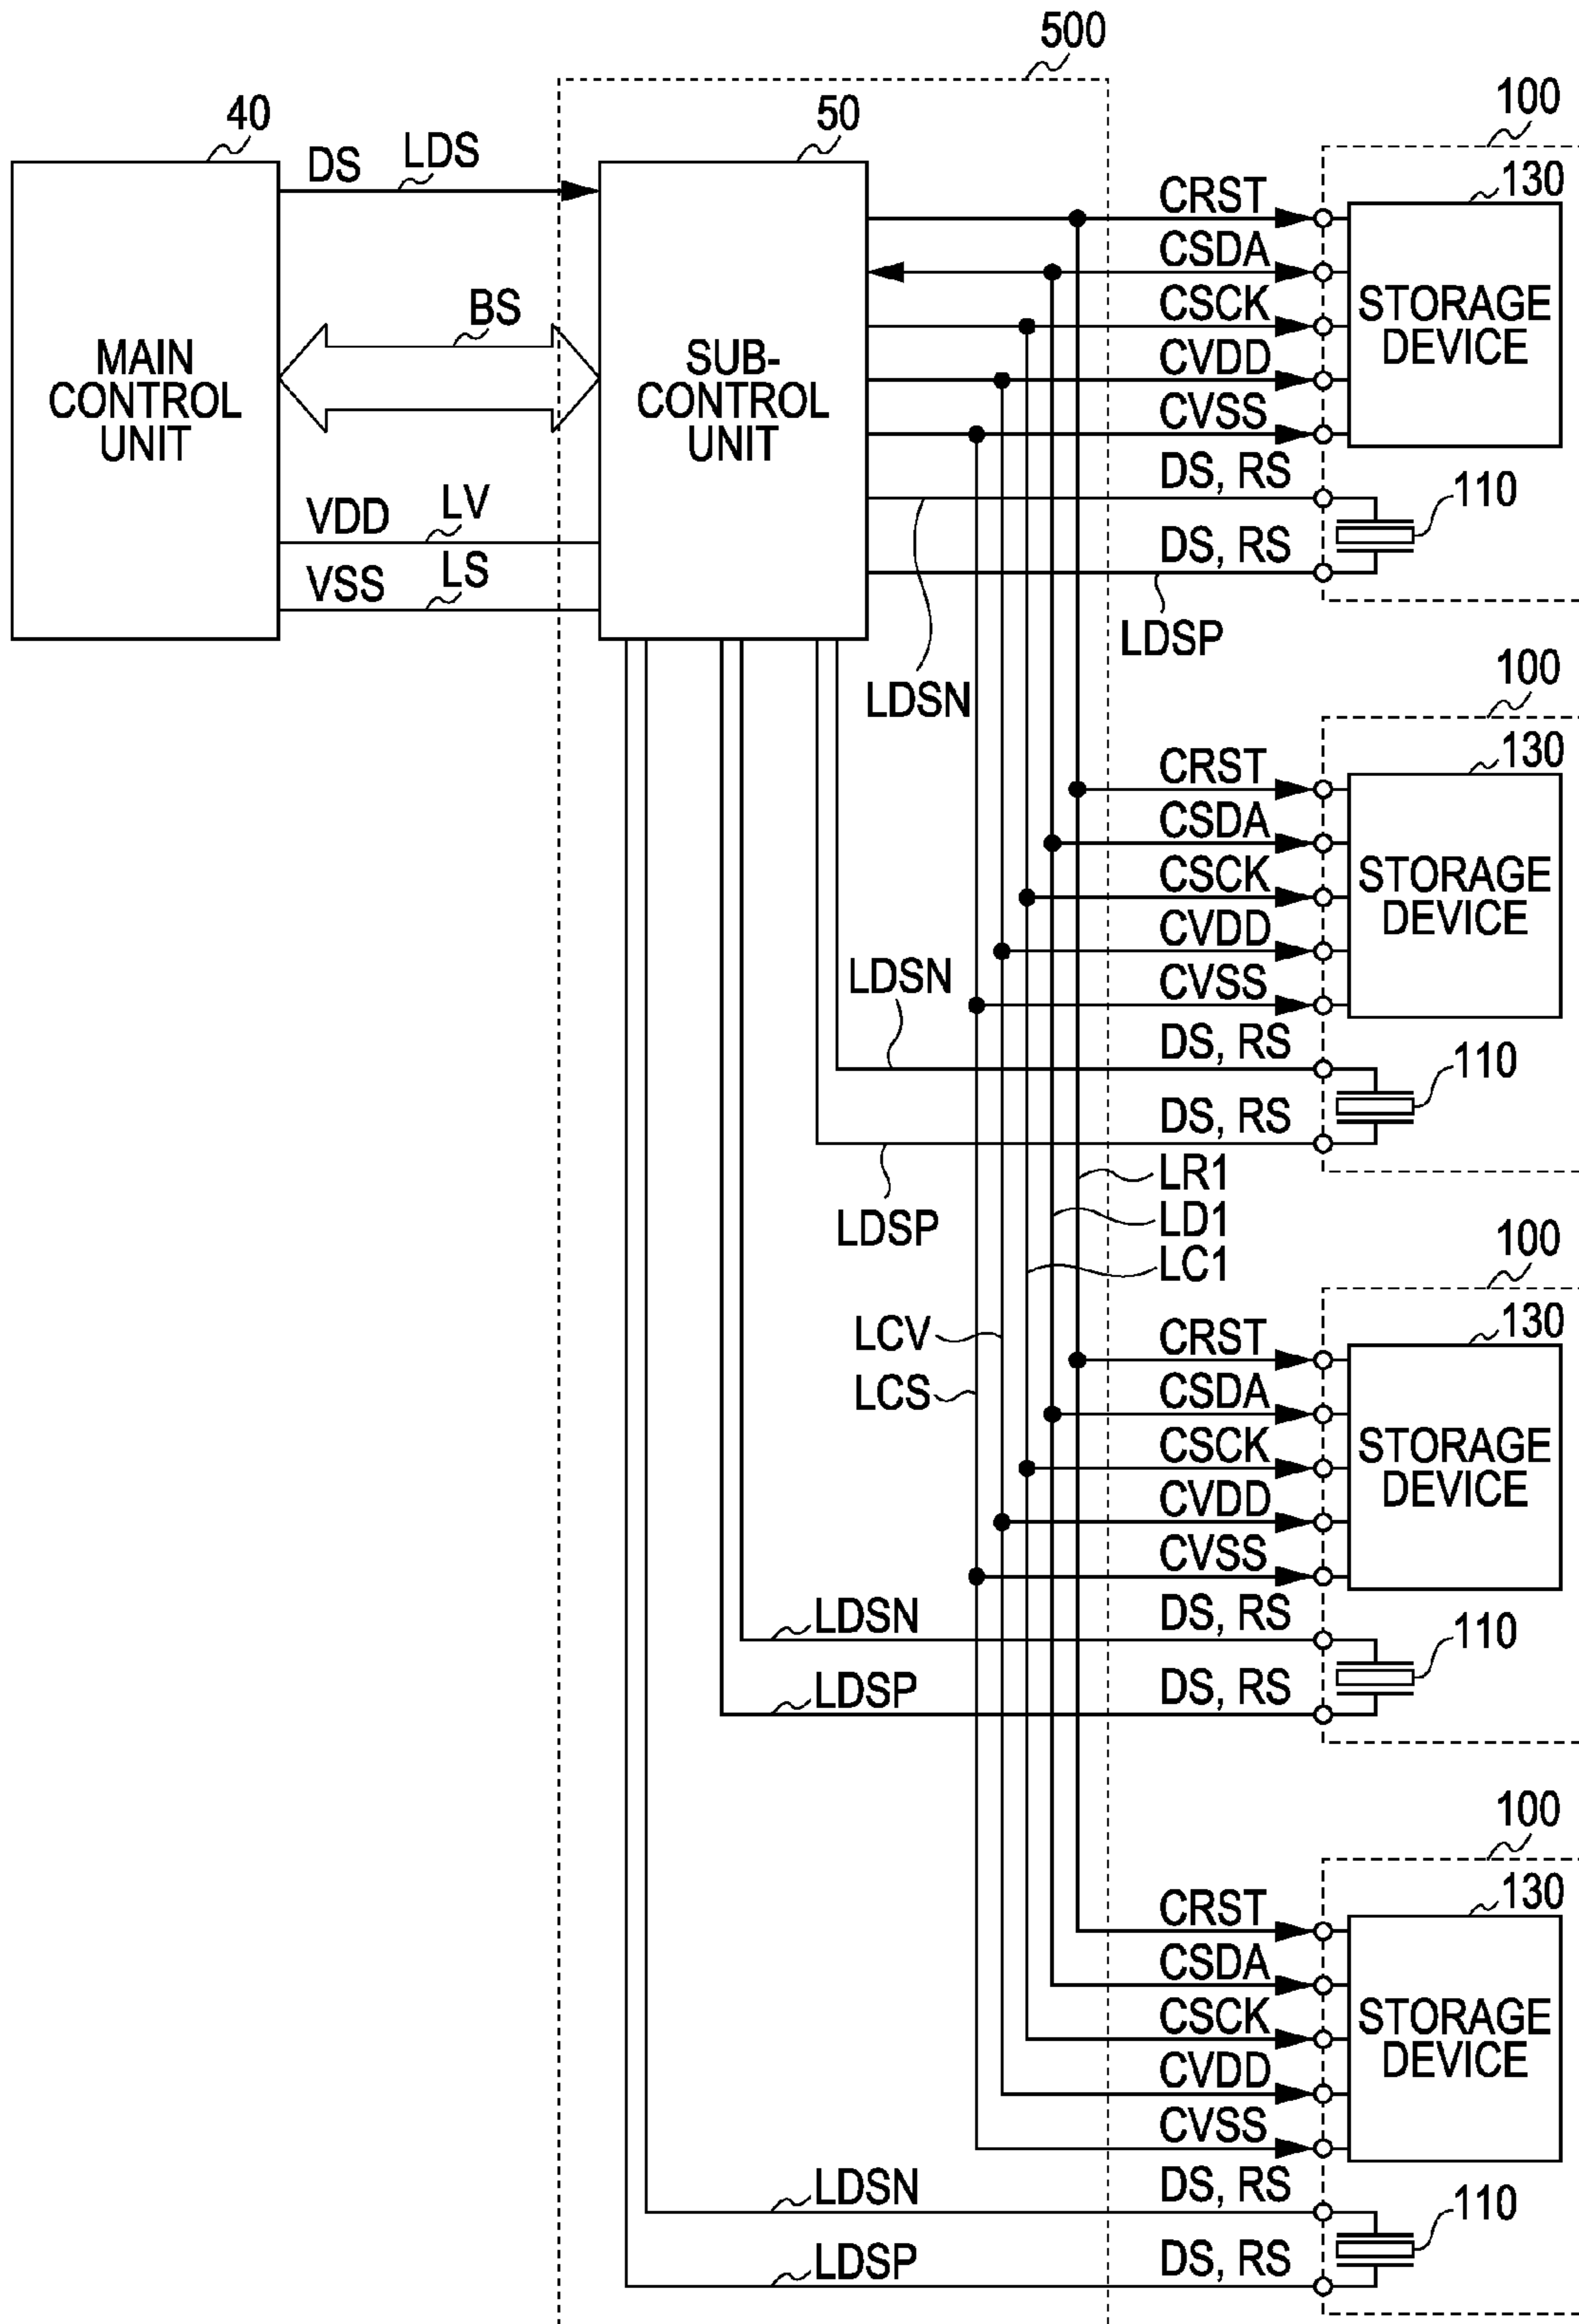 500
40
50
100
DS
LDS
130
CRST
CSDA
CSCK
CVDD
CVSS
STORAGE
DEVICE
BS
MAIN
CONTROL
UNIT
SUB-
CONTROL
UNIT
DS, RS
110
VDD
LV
DS, RS
VSS
LS
LDSP
LDSN
100
130
CRST
CSDA
CSCK
CVDD
CVSS
STORAGE
DEVICE
LDSN
DS, RS
110
DS, RS
LDSP
LR1
LD1
LC1
100
130
LCV
LCS
CRST
CSDA
CSCK
CVDD
CVSS
STORAGE
DEVICE
LDSN
DS, RS
110
LDSP
DS, RS
100
130
CRST
CSDA
CSCK
CVDD
CVSS
STORAGE
DEVICE
LDSN
DS, RS
110
LDSP
DS, RS